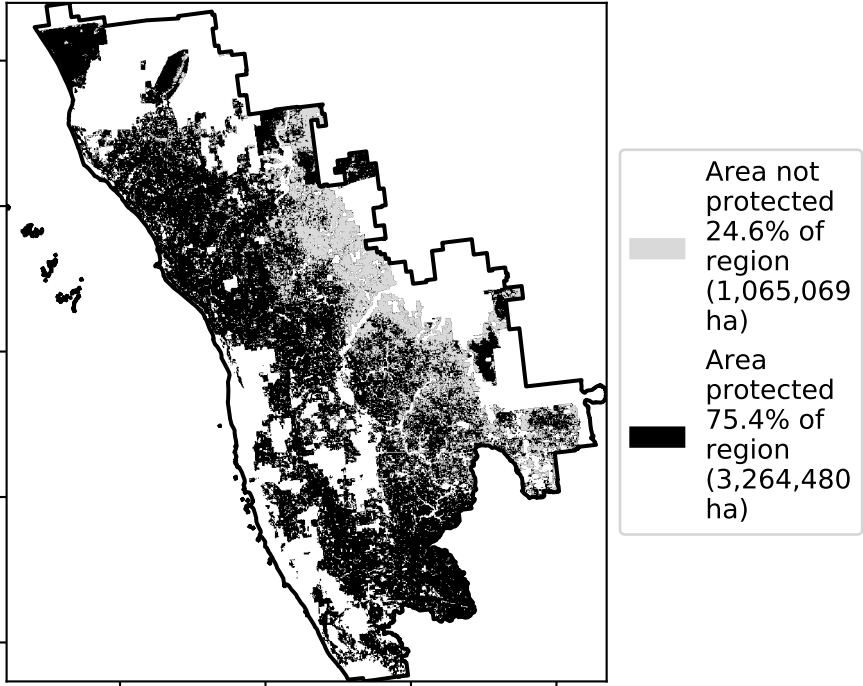 Area not
protected
24.6% of
region
(1,065,069
ha)
Area
protected
75.4% of
region
(3,264,480
ha)